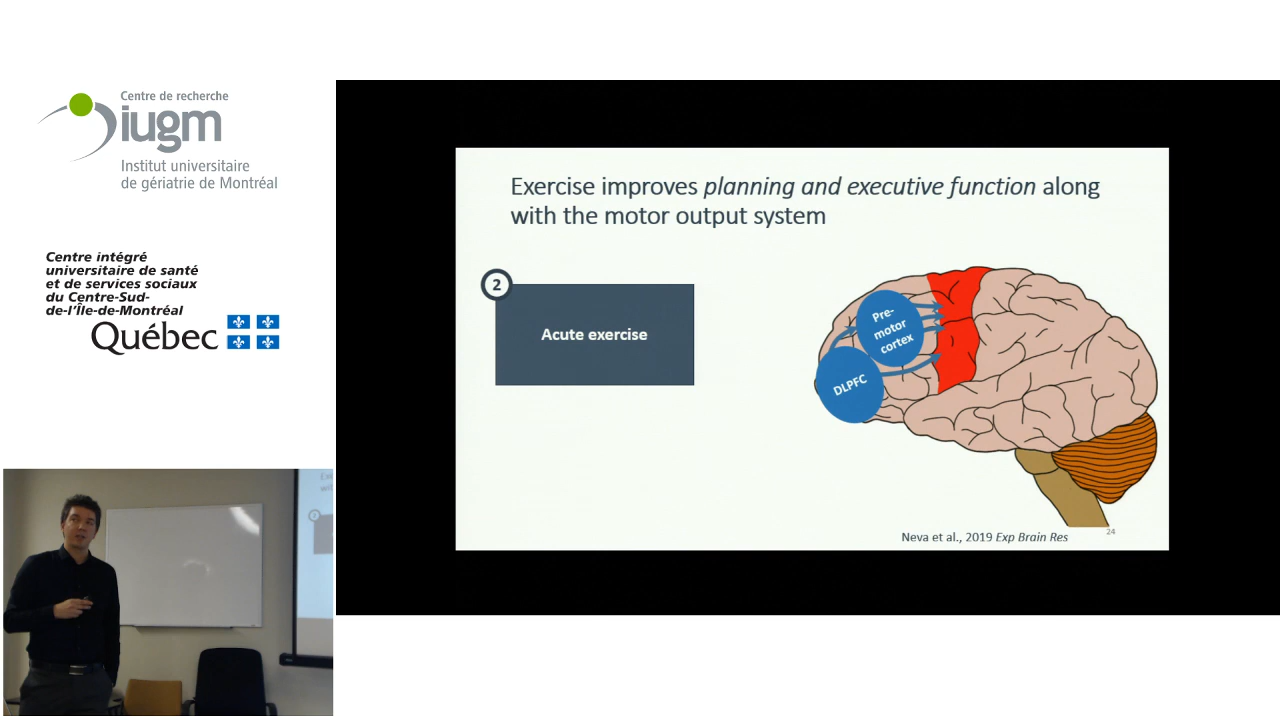 Centre de recherche
iugm
Institut universitaire
de gériatrie de Montréal
Centre intégré
universitaire de santé
et de services sociaux
du Centre-Sud-
de-l'Île-de-Montréal
Québec
Exercise improves planning and executive function along
with the motor output system
2
Acute exercise
Pre-
motor
cortex
DLPFC
Neva et al., 2019 Exp Brain Res
24